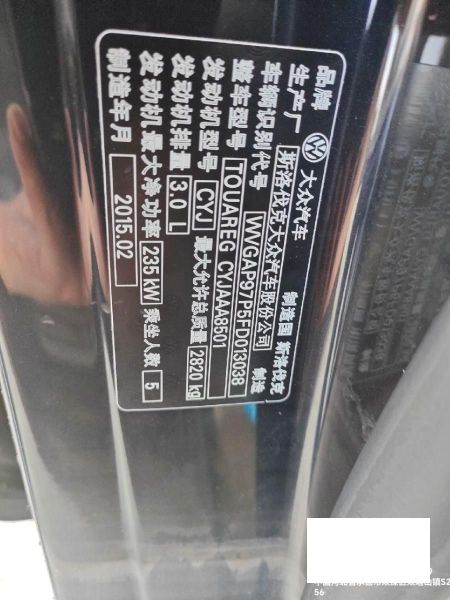 品牌 大众汽车 制造国 斯洛伐克
生产厂 斯洛伐克大众汽车股份公司 制造
车辆识别代号 WVGAP97P5FD013038
整车型号 TOUAREG CYJAAA8501
发动机型号 CYJ 最大允许总质量 2820 kg
发动机排量 3.0 L
发动机最大净功率 235 kW 乘坐人数 5
制造年月 2015.02
56